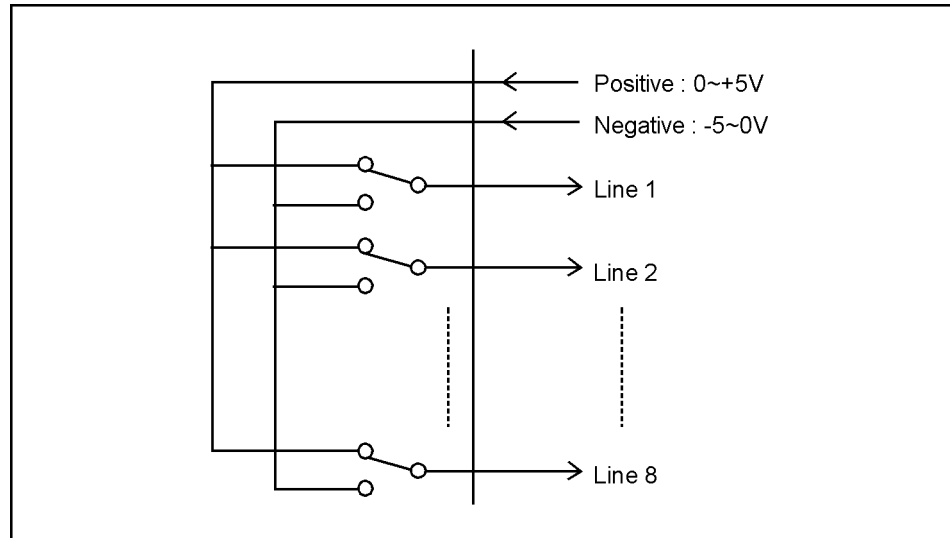 Positive : 0~+5V
Negative : -5~0V
Line 1
Line 2
Line 8